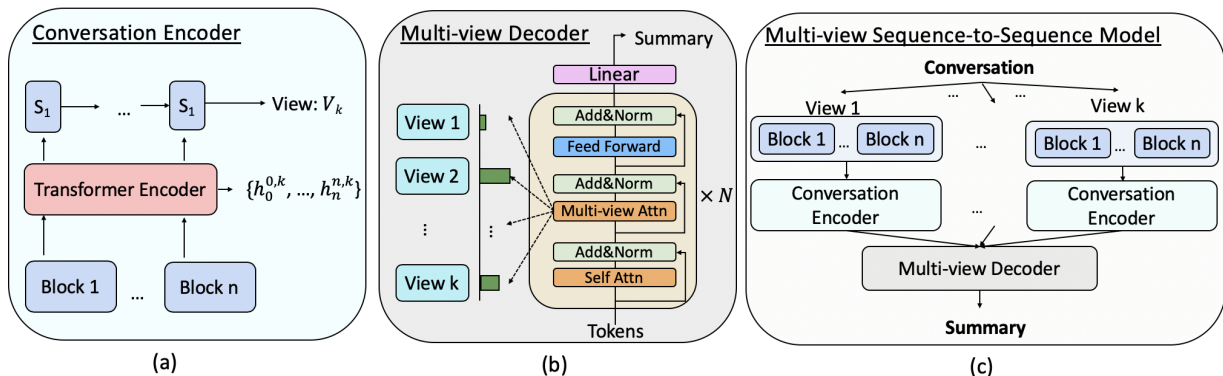 Conversation Encoder
S₁
...
S₁
View: Vₖ
Transformer Encoder
{h₀^{0,k}, ..., hₙ^{n,k}}
Block 1
...
Block n
(a)
Multi-view Decoder
Summary
Linear
Add&Norm
Feed Forward
Add&Norm
Multi-view Attn
Add&Norm
Self Attn
× N
Tokens
View 1
View 2
⋮
⋮
View k
(b)
Multi-view Sequence-to-Sequence Model
Conversation
...
...
View 1
View k
Block 1 ... Block n
...
Block 1 ... Block n
Conversation
Encoder
...
Conversation
Encoder
Multi-view Decoder
Summary
(c)